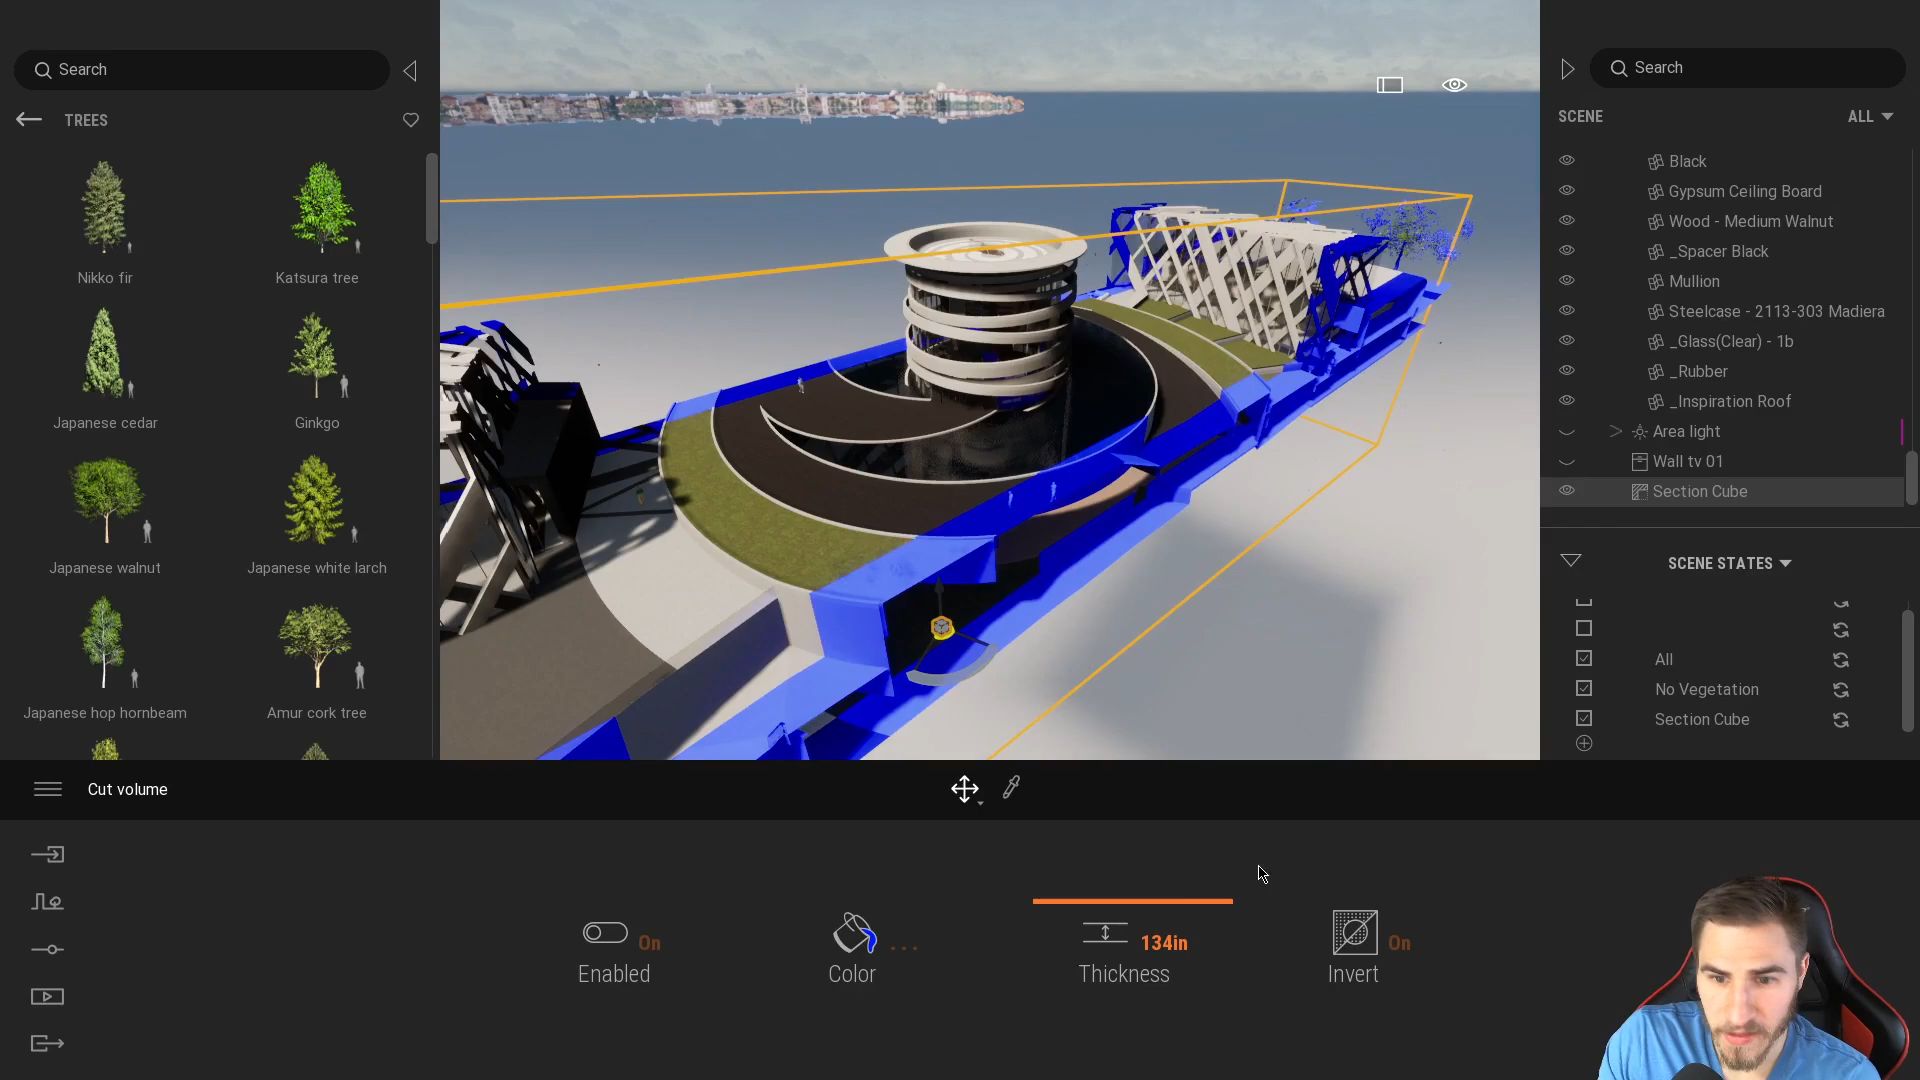 Search
TREES
Nikko fir
Katsura tree
Japanese cedar
Ginkgo
Japanese walnut
Japanese white larch
Japanese hop hornbeam
Amur cork tree
Search
SCENE
ALL
Black
Gypsum Ceiling Board
Wood - Medium Walnut
_Spacer Black
Mullion
Steelcase - 2113-303 Madiera
_Glass(Clear) - 1b
_Rubber
_Inspiration Roof
> Area light
Wall tv 01
Section Cube
SCENE STATES
All
No Vegetation
Section Cube
Cut volume
On
Enabled
...
Color
134in
Thickness
On
Invert